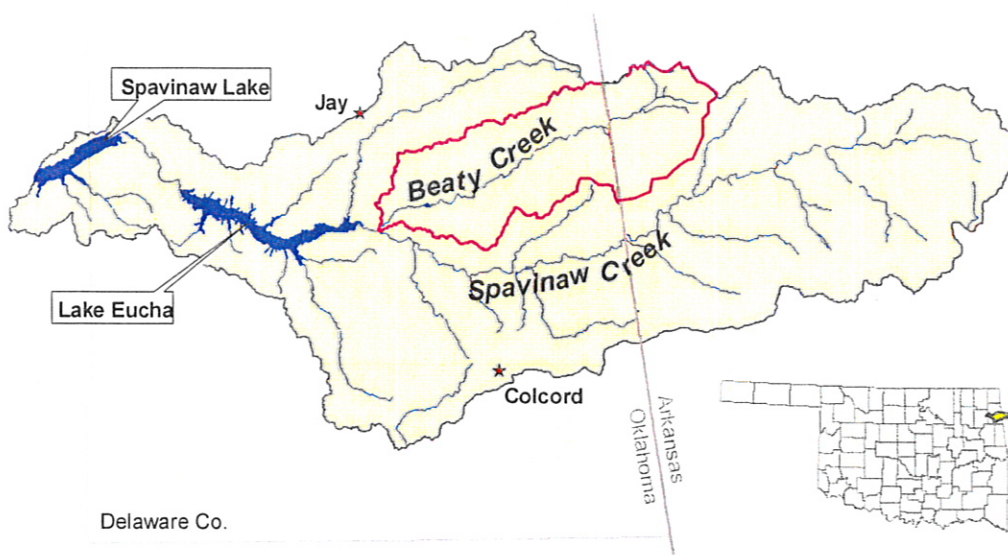 Spavinaw Lake
Jay
Beaty Creek
Spavinaw Creek
Lake Eucha
Colcord
Arkansas
Oklahoma
Delaware Co.